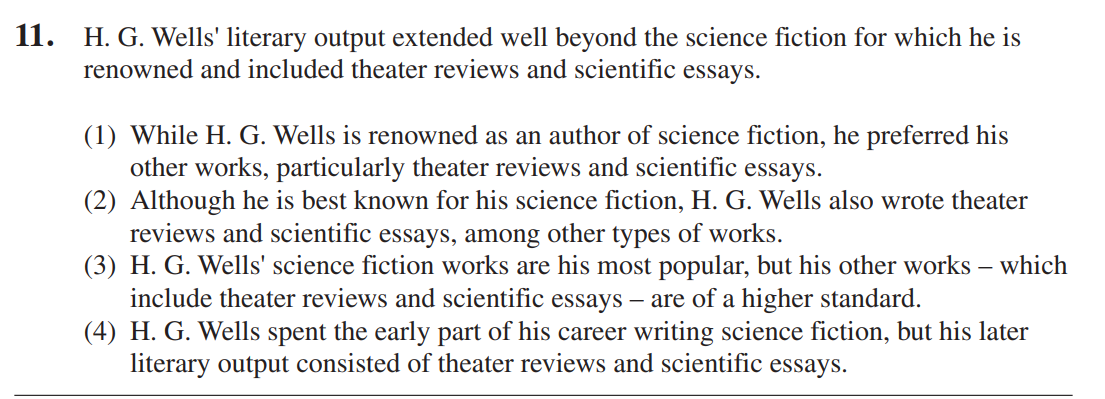 11. H. G. Wells' literary output extended well beyond the science fiction for which he is
renowned and included theater reviews and scientific essays.
(1) While H. G. Wells is renowned as an author of science fiction, he preferred his
other works, particularly theater reviews and scientific essays.
(2) Although he is best known for his science fiction, H. G. Wells also wrote theater
reviews and scientific essays, among other types of works.
(3) H. G. Wells' science fiction works are his most popular, but his other works – which
include theater reviews and scientific essays – are of a higher standard.
(4) H. G. Wells spent the early part of his career writing science fiction, but his later
literary output consisted of theater reviews and scientific essays.